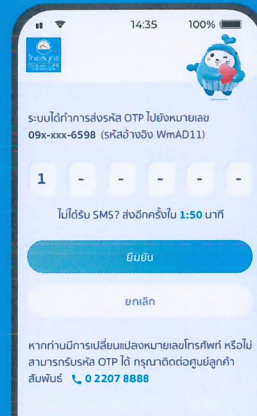 14:35 100%
ไทยสมุทร
ระบบได้ทำการส่งรหัส OTP ไปยังหมายเลข
09x-xxx-6598 (รหัสอ้างอิง WmAD11)
1 - - - - -
ไม่ได้รับ SMS? ส่งอีกครั้งใน 1:50 นาที
ยืนยัน
ยกเลิก
หากท่านมีการเปลี่ยนแปลงหมายเลขโทรศัพท์ หรือไม่
สามารถรับรหัส OTP ได้ กรุณาติดต่อศูนย์ลูกค้า
สัมพันธ์ 0 2207 8888